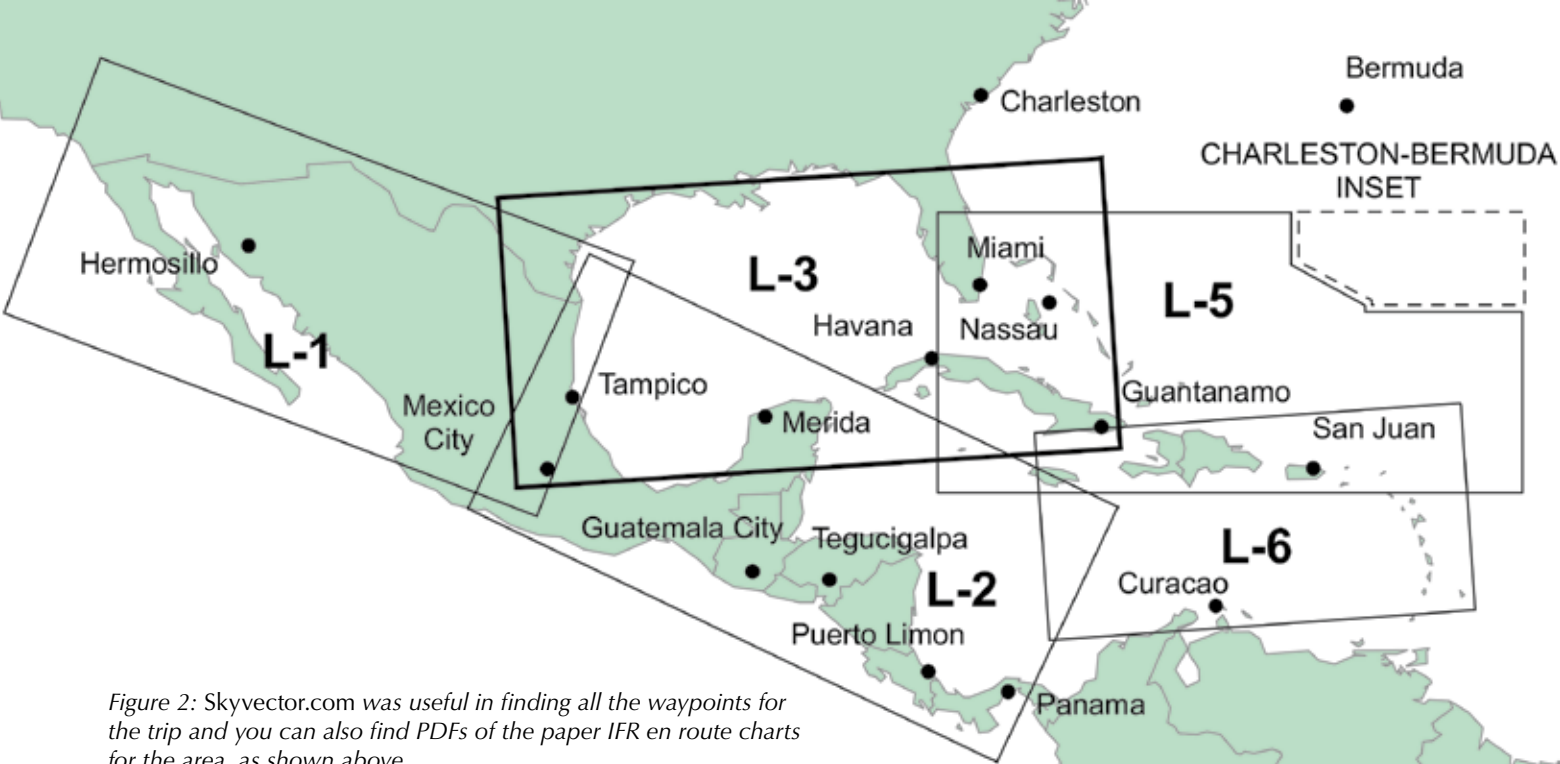 Bermuda
Charleston
CHARLESTON-BERMUDA
INSET
Miami
Hermosillo
L-3
L-5
Havana
Nassau
L-1
Tampico
Guantanamo
Mexico
City
Merida
San Juan
Guatemala City
Tegucigalpa
L-6
L-2
Curacao
Puerto Limon
Panama
Figure 2: Skyvector.com was useful in finding all the waypoints for
the trip and you can also find PDFs of the paper IFR en route charts
for the area, as shown above.